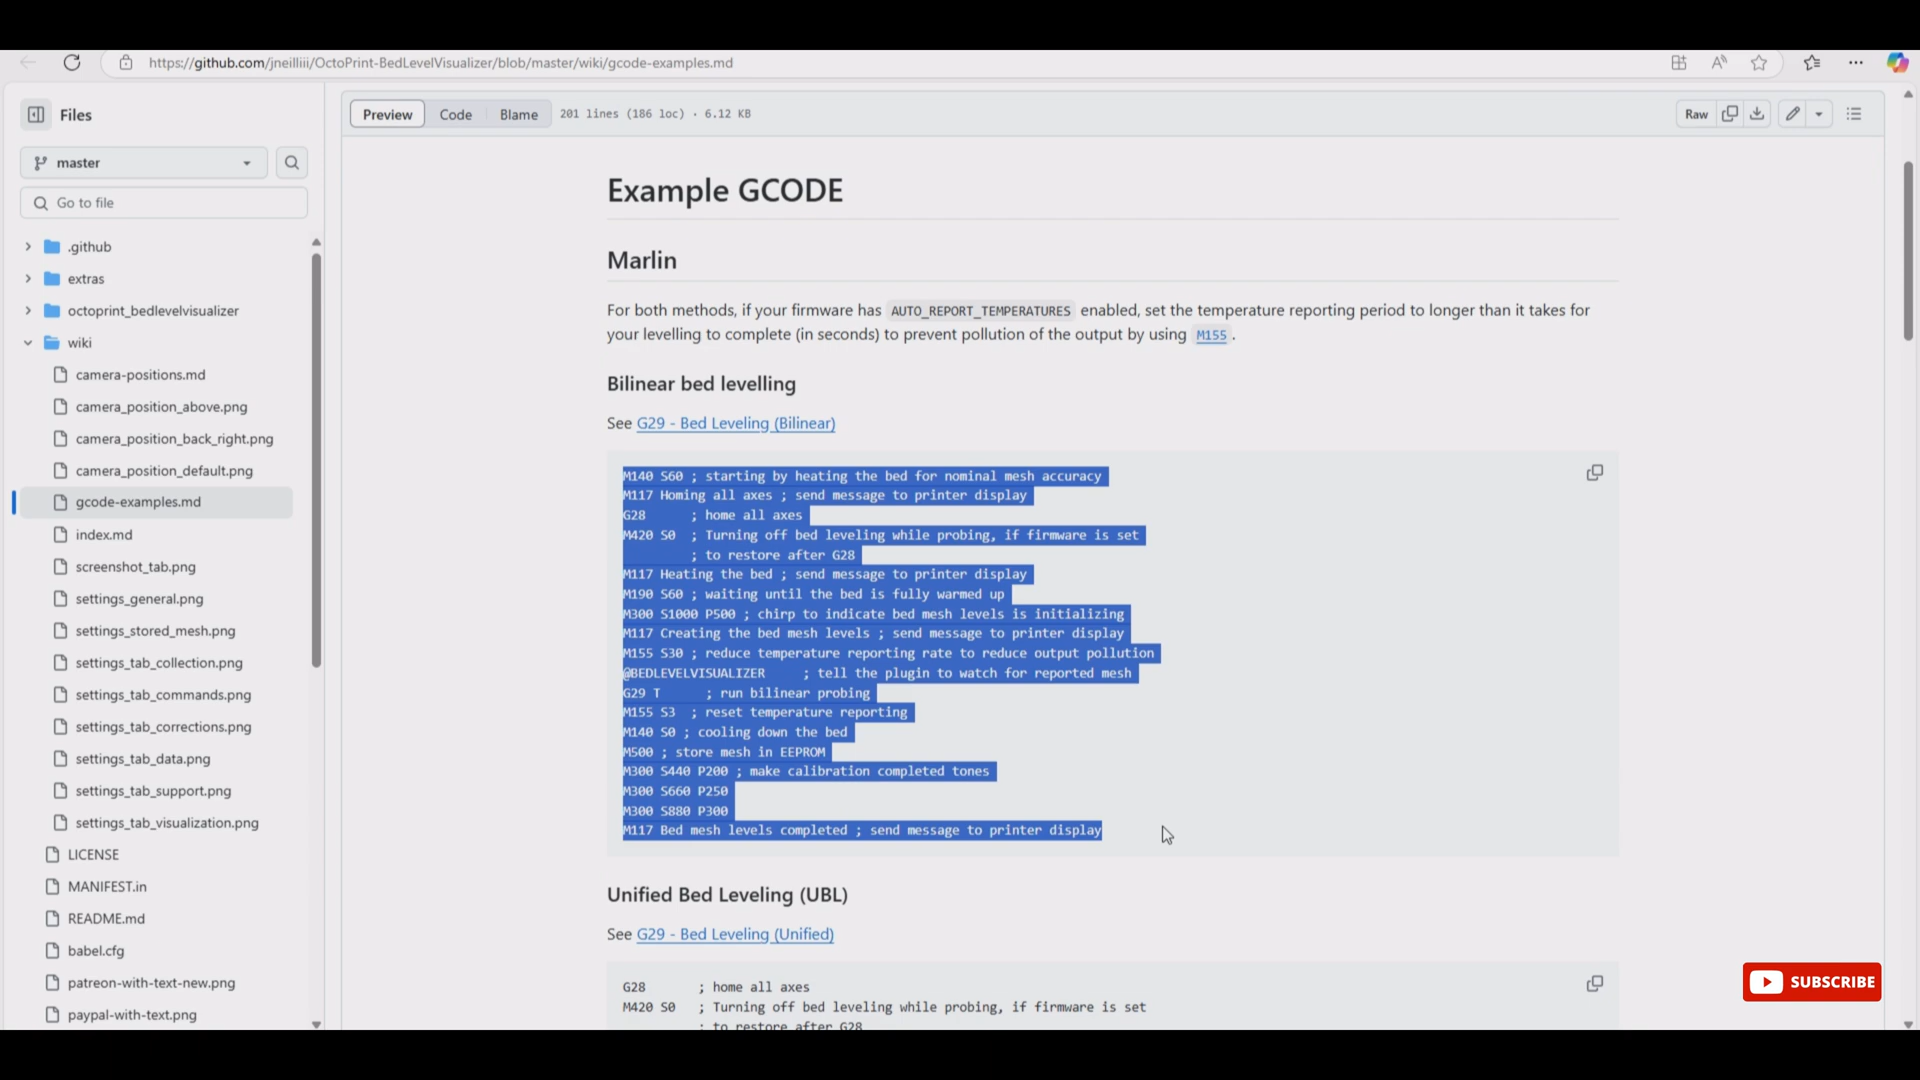 https://github.com/jneilliii/OctoPrint-BedLevelVisualizer/blob/master/wiki/gcode-examples.md
Files
master
Go to file
.github
extras
octoprint_bedlevelvisualizer
wiki
camera-positions.md
camera_position_above.png
camera_position_back_right.png
camera_position_default.png
gcode-examples.md
index.md
screenshot_tab.png
settings_general.png
settings_stored_mesh.png
settings_tab_collection.png
settings_tab_commands.png
settings_tab_corrections.png
settings_tab_data.png
settings_tab_support.png
settings_tab_visualization.png
LICENSE
MANIFEST.in
README.md
babel.cfg
patreon-with-text-new.png
paypal-with-text.png
Preview Code Blame 201 lines (186 loc) · 6.12 KB
Raw
Example GCODE
Marlin
For both methods, if your firmware has AUTO_REPORT_TEMPERATURES enabled, set the temperature reporting period to longer than it takes for
your levelling to complete (in seconds) to prevent pollution of the output by using M155 .
Bilinear bed levelling
See G29 - Bed Leveling (Bilinear)
M140 S60 ; starting by heating the bed for nominal mesh accuracy
M117 Homing all axes ; send message to printer display
G28      ; home all axes
M420 S0  ; Turning off bed leveling while probing, if firmware is set
         ; to restore after G28
M117 Heating the bed ; send message to printer display
M190 S60 ; waiting until the bed is fully warmed up
M300 S1000 P500 ; chirp to indicate bed mesh levels is initializing
M117 Creating the bed mesh levels ; send message to printer display
M155 S30 ; reduce temperature reporting rate to reduce output pollution
@BEDLEVELVISUALIZER     ; tell the plugin to watch for reported mesh
G29 T      ; run bilinear probing
M155 S3  ; reset temperature reporting
M140 S0 ; cooling down the bed
M500 ; store mesh in EEPROM
M300 S440 P200 ; make calibration completed tones
M300 S660 P250
M300 S880 P300
M117 Bed mesh levels completed ; send message to printer display
Unified Bed Leveling (UBL)
See G29 - Bed Leveling (Unified)
G28       ; home all axes
M420 S0   ; Turning off bed leveling while probing, if firmware is set
          ; to restore after G28
SUBSCRIBE